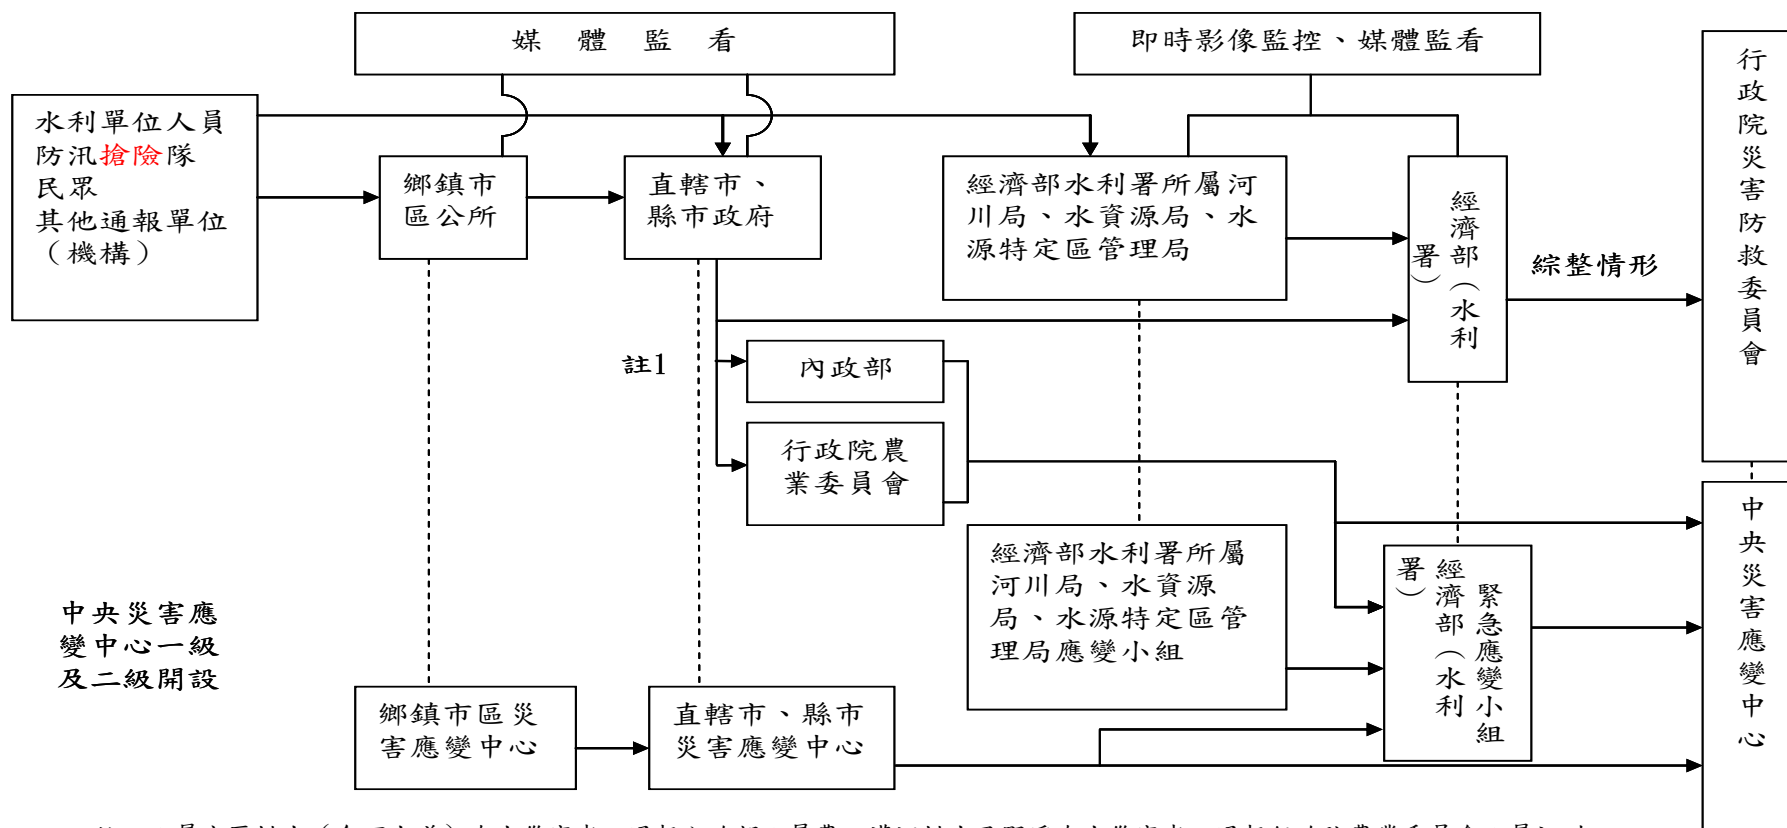 媒體監看
即時影像監控、媒體監看
行政院災害防救委員會
水利單位人員
防汛搶險隊
民眾
其他通報單位
（機構）
鄉鎮市
區公所
直轄市、
縣市政府
經濟部水利署所屬河
川局、水資源局、水
源特定區管理局
經濟部（水利
署）
綜整情形
註1
內政部
行政院農
業委員會
中央災害應
變中心一級
及二級開設
經濟部水利署所屬
河川局、水資源
局、水源特定區管
理局應變小組
經濟部（水利
署）
緊急應變小組
中央災害應變中心
鄉鎮市區災
害應變中心
直轄市、縣市
災害應變中心